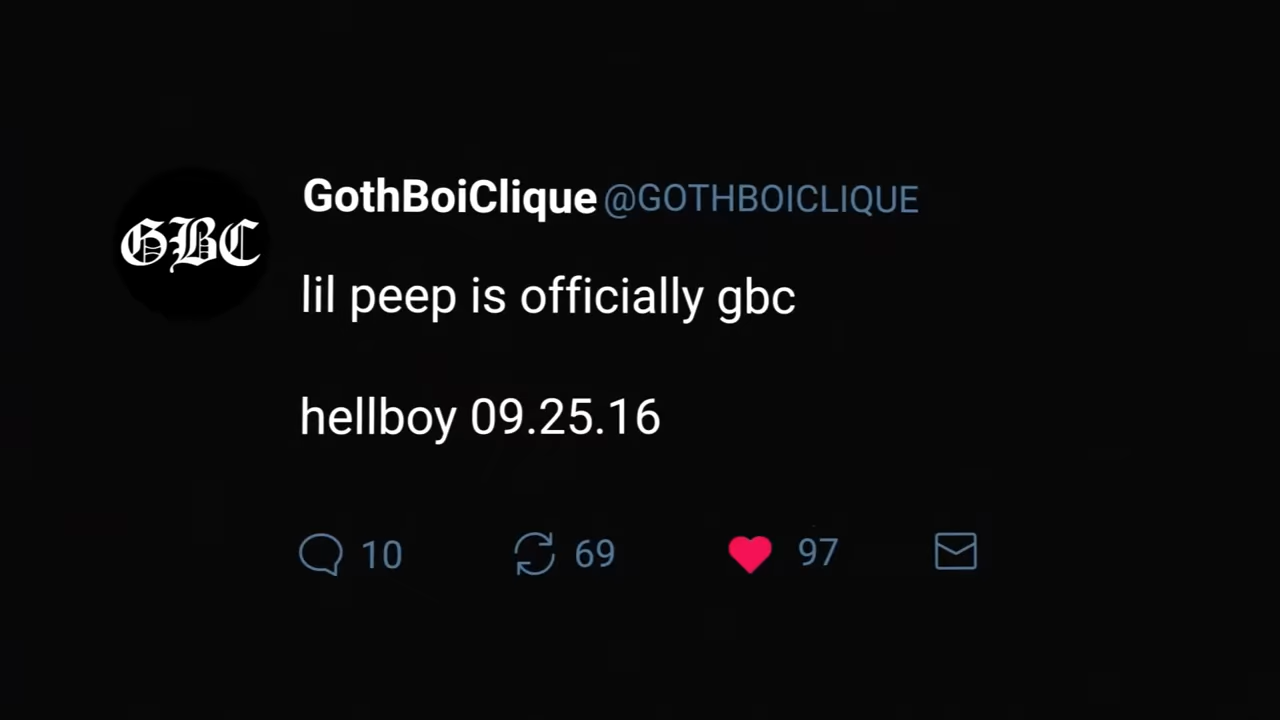 GBC
GothBoiClique @GOTHBOICLIQUE
lil peep is officially gbc
hellboy 09.25.16
10 69 97